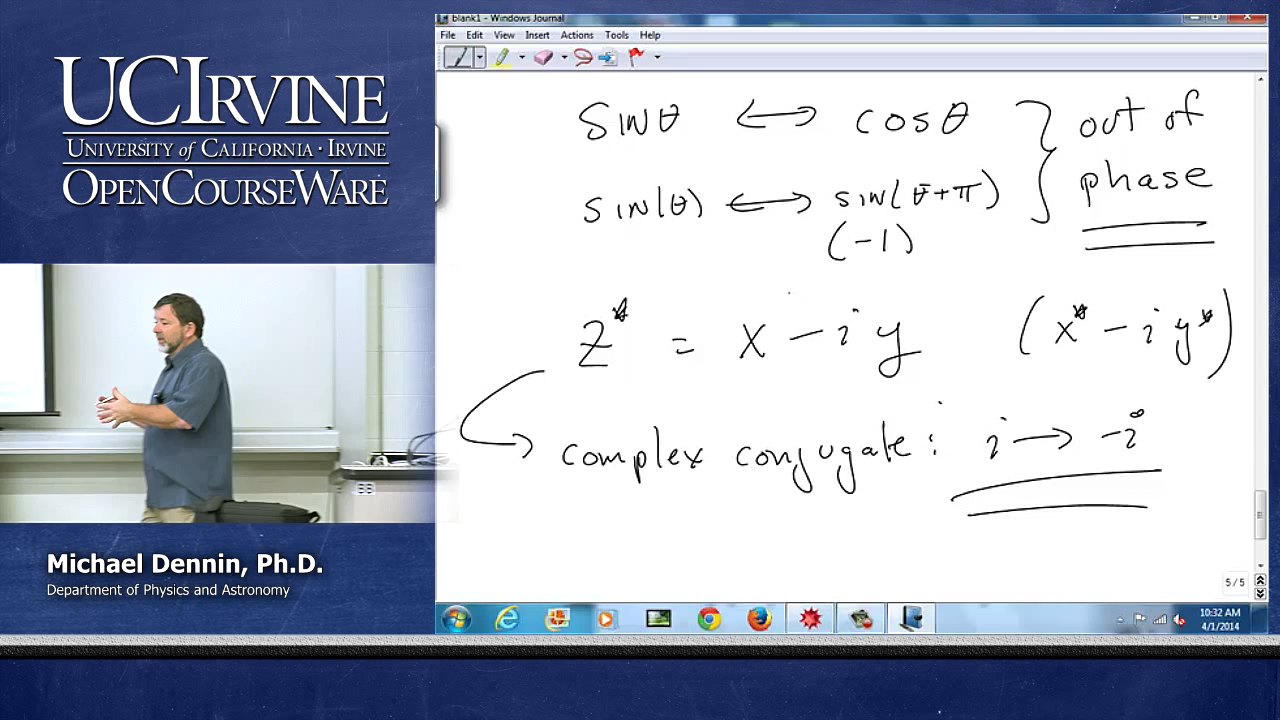 UCIRVINE
UNIVERSITY of CALIFORNIA · IRVINE
OPENCOURSEWARE
Michael Dennin, Ph.D.
Department of Physics and Astronomy
blank1 - Windows Journal
File Edit View Insert Actions Tools Help
sinθ ↔ cosθ } out of
sin(θ) ↔ sin(θ+π) phase
(-1)
z* = x - iy (x* - iy*)
complex conjugate: i → -i
5/5
10:32 AM
4/1/2014